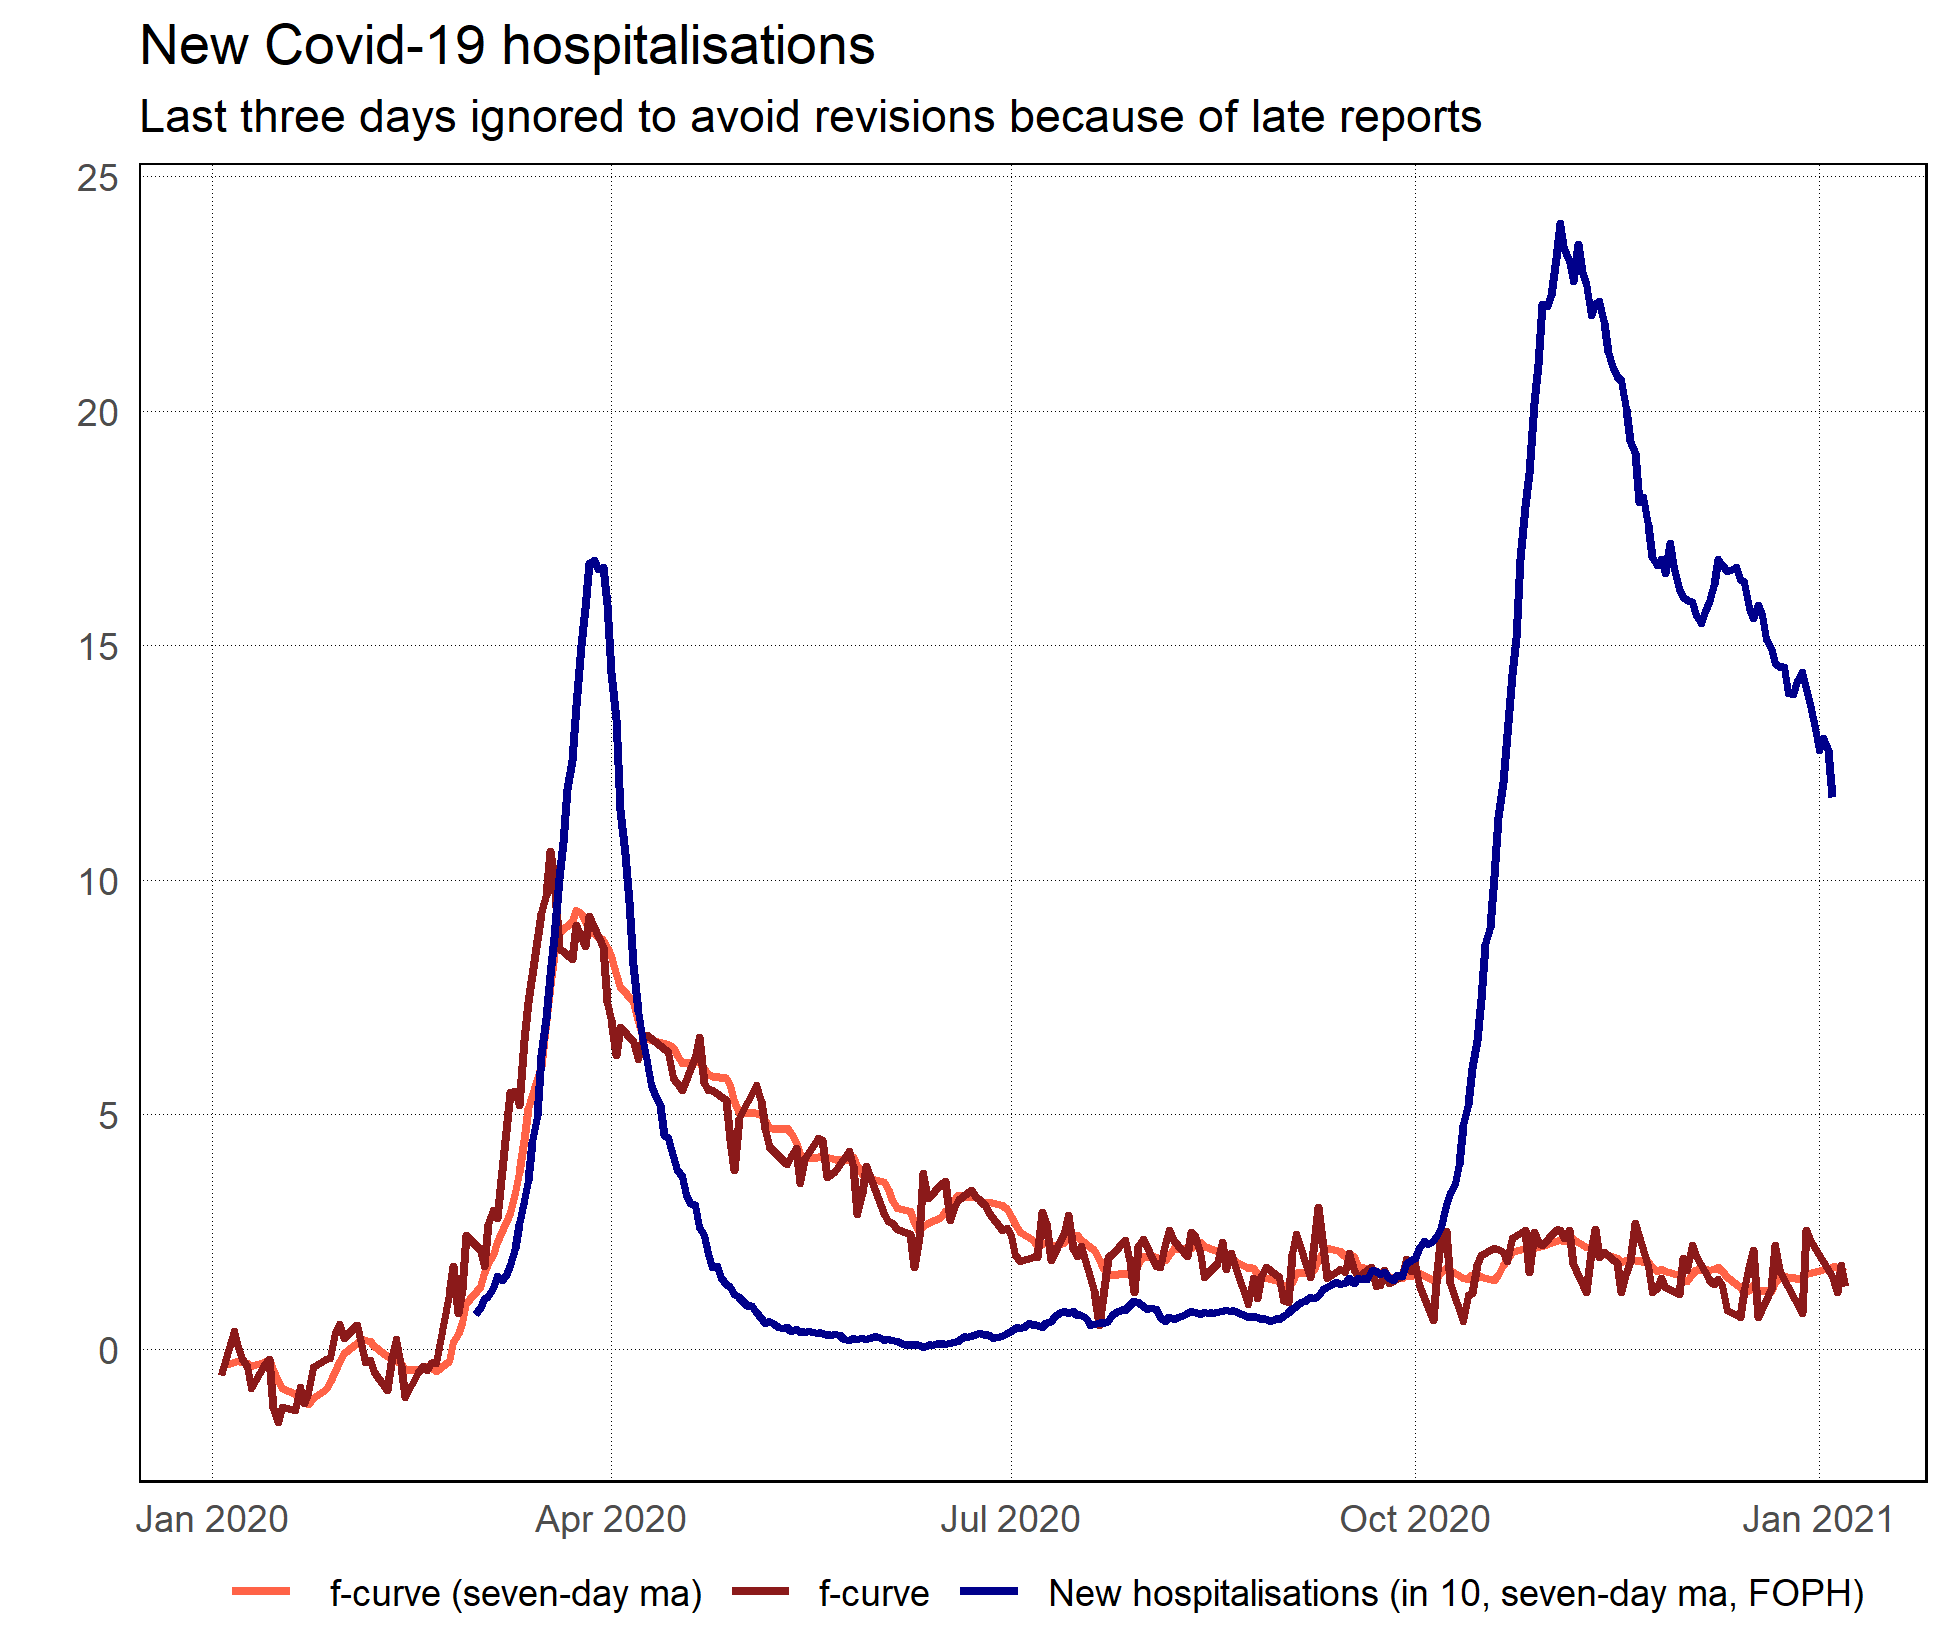 New Covid-19 hospitalisations
Last three days ignored to avoid revisions because of late reports
25
20
15
10
5
0
Jan 2020 Apr 2020 Jul 2020 Oct 2020 Jan 2021
f-curve (seven-day ma) f-curve New hospitalisations (in 10, seven-day ma, FOPH)